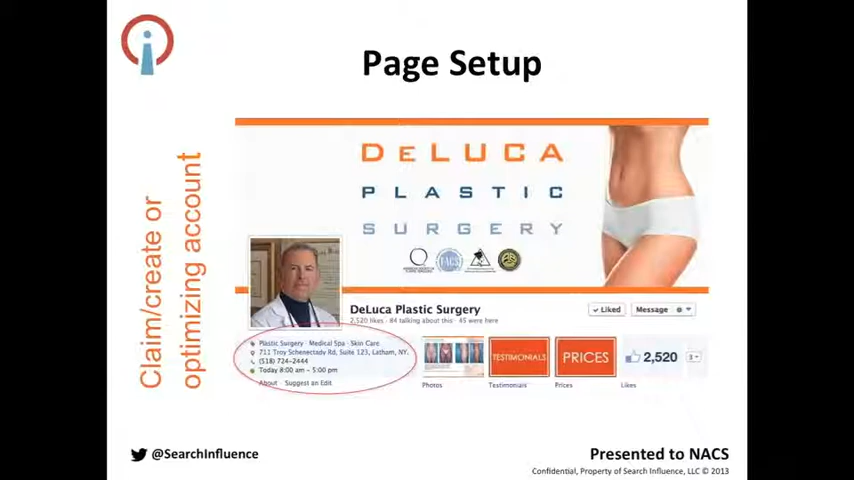 Page Setup
Claim/create or
optimizing account
DELUCA
PLASTIC
SURGERY
FACS
DeLuca Plastic Surgery
2,520 likes · 84 talking about this · 45 were here
Liked
Message
Plastic Surgery · Medical Spa · Skin Care
711 Troy Schenectady Rd, Suite 123, Latham, NY.
(518) 724-2444
Today 8:00 am - 5:00 pm
About Suggest an Edit
TESTIMONIALS
PRICES
2,520
Photos
Testimonials
Prices
Likes
@SearchInfluence
Presented to NACS
Confidential, Property of Search Influence, LLC © 2013